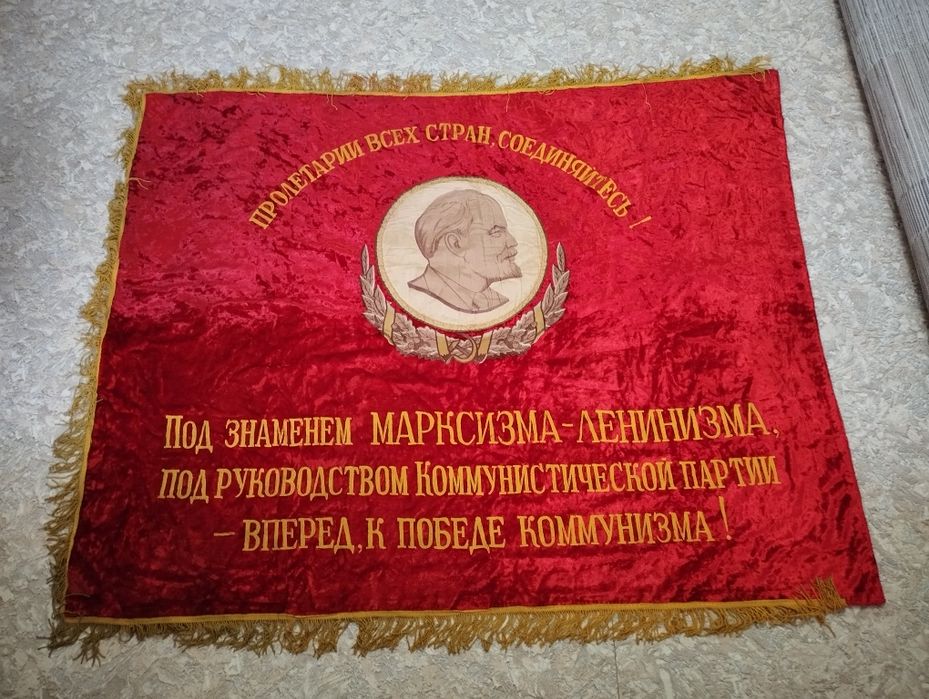 ПРОЛЕТАРИИ ВСЕХ СТРАН, СОЕДИНЯЙТЕСЬ!
Под знаменем МАРКСИЗМА-ЛЕНИНИЗМА,
под руководством Коммунистической партии
– вперед, к победе коммунизма!